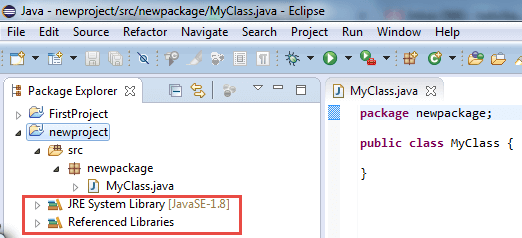 Java - newproject/src/newpackage/MyClass.java - Eclipse
File Edit Source Refactor Navigate Search Project Run Window Help
Package Explorer
FirstProject
newproject
src
newpackage
MyClass.java
JRE System Library [JavaSE-1.8]
Referenced Libraries
MyClass.java
package newpackage;
public class MyClass {
}